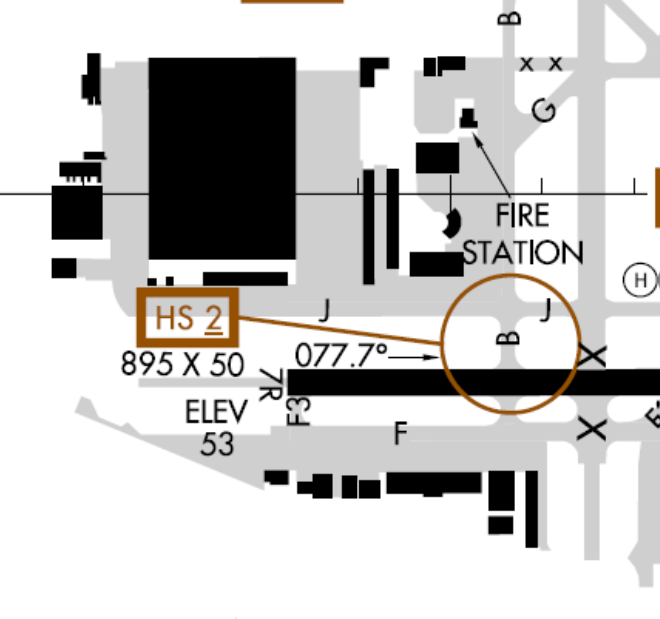 B
X X
G
FIRE
STATION
H
HS 2
J
J
B
895 X 50
077.7°
X
7R
ELEV
53
F3
F
X